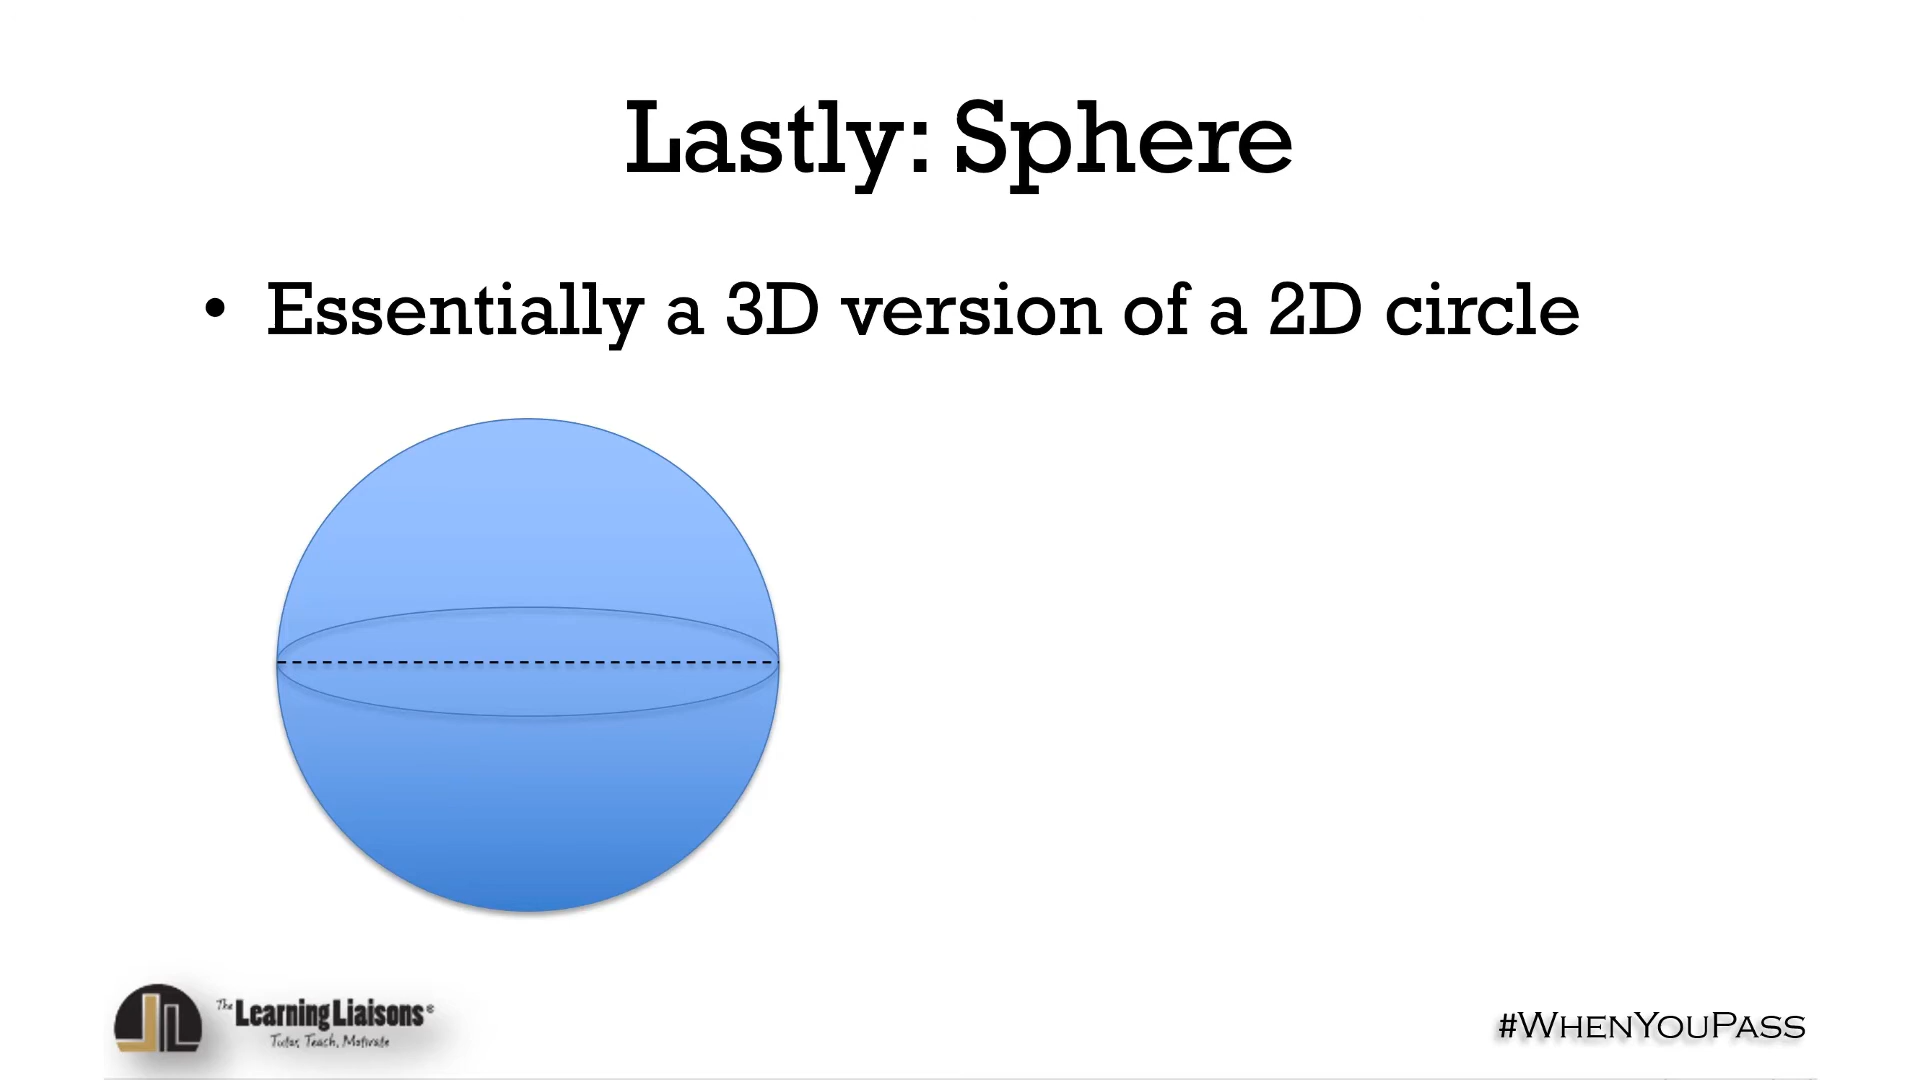 Lastly: Sphere
• Essentially a 3D version of a 2D circle
The Learning Liaisons®
Tutor, Teach, Motivate
#WHENYOUPASS